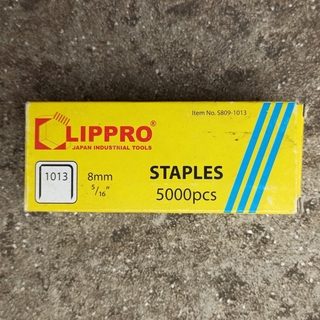 Item No. 5809-1013
LIPPRO®
JAPAN INDUSTRIAL TOOLS
1013
8mm
5/16"
STAPLES
5000pcs